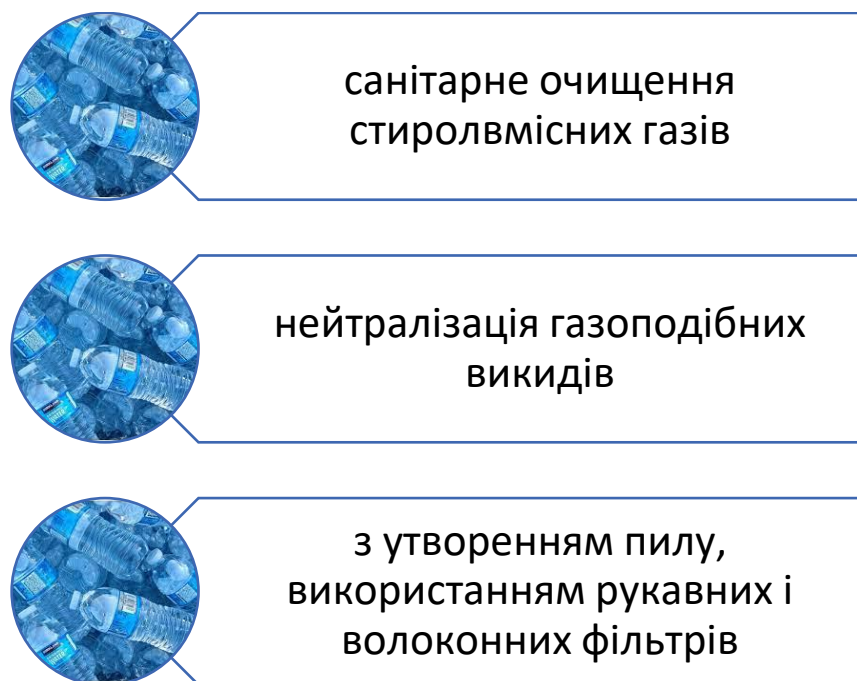 санітарне очищення
стиролвмісних газів
нейтралізація газоподібних
викидів
з утворенням пилу,
використанням рукавних і
волоконних фільтрів